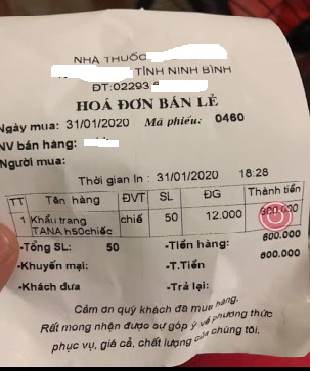 NHÀ THUỐC
TỈNH NINH BÌNH
ĐT:02293
HOÁ ĐƠN BÁN LẺ
Ngày mua: 31/01/2020 Mã phiếu: 0460
NV bán hàng:
Người mua:
Thời gian In : 31/01/2020 18:28
TT Tên hàng ĐVT SL ĐG Thành tiền
1 Khẩu trang chiế 50 12.000 600.000
TANA h50chiếc
-Tổng SL: 50 -Tiền hàng: 600.000
-Khuyến mại: -T.Tiền 600.000
-Khách đưa -Trả lại:
Cảm ơn quý khách đã mua hàng.
Rất mong nhận được sự góp ý về phương thức
phục vụ, giá cả, chất lượng của chúng tôi.